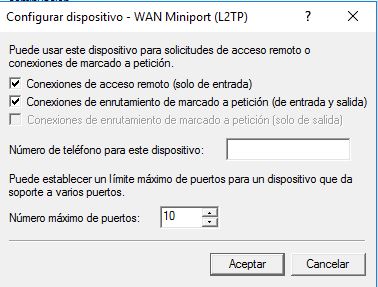 Configurar dispositivo - WAN Miniport (L2TP)
Puede usar este dispositivo para solicitudes de acceso remoto o
conexiones de marcado a petición.
Conexiones de acceso remoto (solo de entrada)
Conexiones de enrutamiento de marcado a petición (de entrada y salida)
Conexiones de enrutamiento de marcado a petición (solo de salida)
Número de teléfono para este dispositivo:
Puede establecer un límite máximo de puertos para un dispositivo que da
soporte a varios puertos.
Número máximo de puertos: 10
Aceptar Cancelar